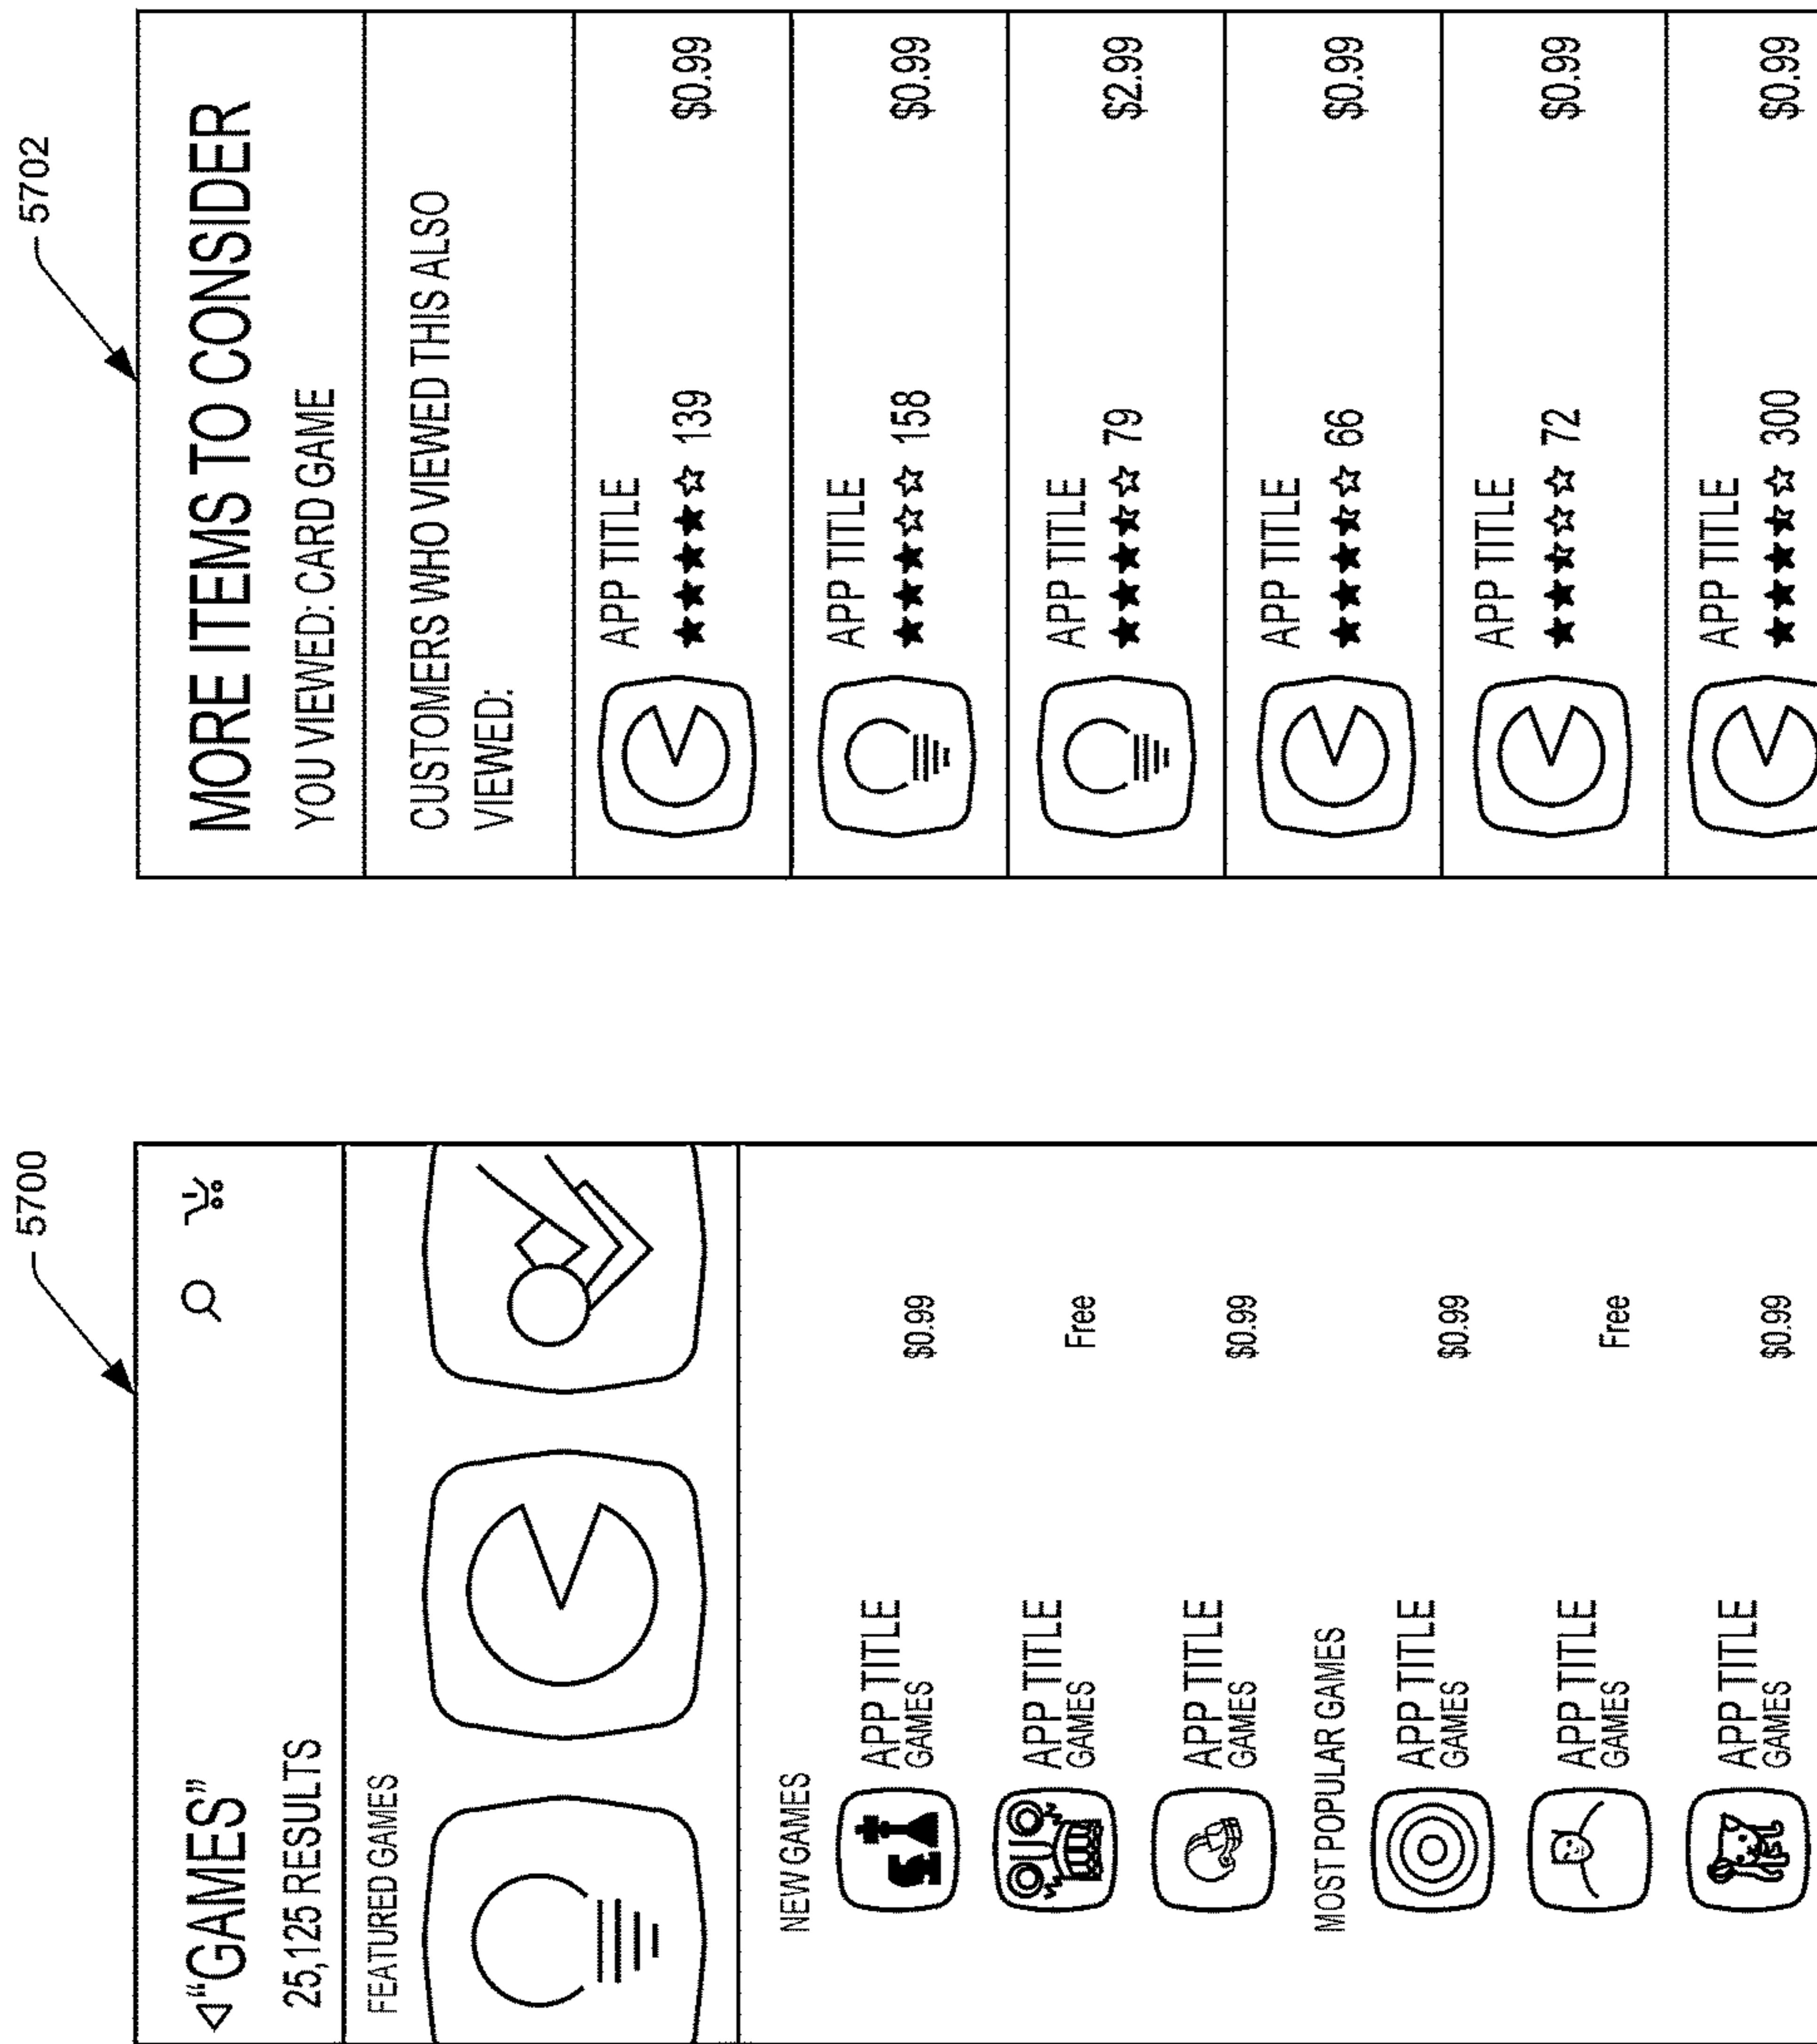 5700
◁"GAMES"
25,125 RESULTS
FEATURED GAMES
NEW GAMES
APP TITLE
GAMES
$0.99
APP TITLE
GAMES
Free
APP TITLE
GAMES
$0.99
MOST POPULAR GAMES
APP TITLE
GAMES
$0.99
APP TITLE
GAMES
Free
APP TITLE
GAMES
$0.99
5702
MORE ITEMS TO CONSIDER
YOU VIEWED: CARD GAME
CUSTOMERS WHO VIEWED THIS ALSO
VIEWED:
APP TITLE
139 $0.99
APP TITLE
158 $0.99
APP TITLE
79 $2.99
APP TITLE
66 $0.99
APP TITLE
72 $0.99
APP TITLE
300 $0.99